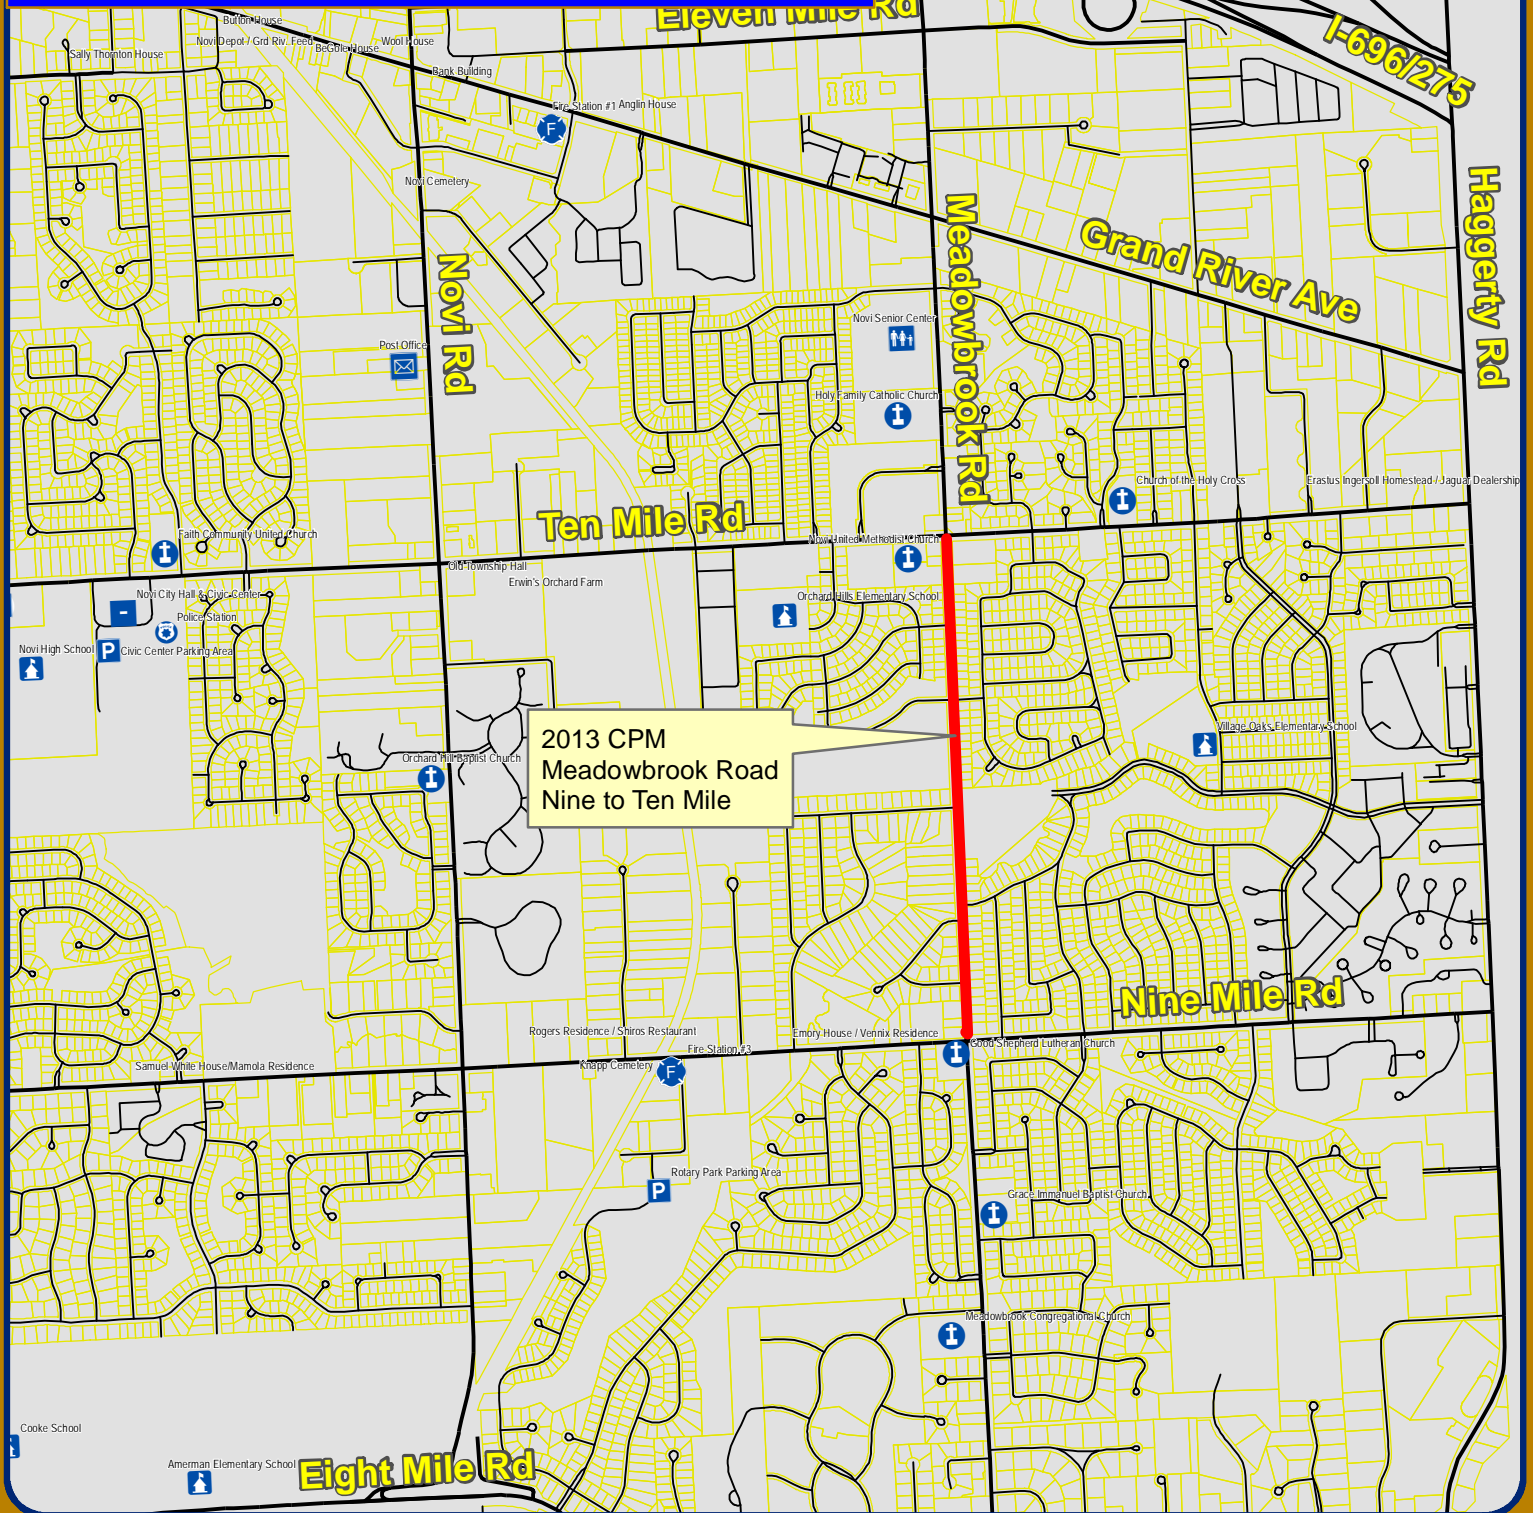 Eleven Mile Rd
I-696/275
Button House
Novi Depot / Grd Riv. Feed
BeGole House
Wool House
Sally Thornton House
Bank Building
Fire Station #1
Anglin House
F
Novi Cemetery
Grand River Ave
Meadowbrook Rd
Haggerty Rd
Novi Rd
Novi Senior Center
Post Office
Holy Family Catholic Church
Church of the Holy Cross
Erastus Ingersoll Homestead / Jaguar Dealership
Ten Mile Rd
Faith Community United Church
Novi United Methodist Church
Old Township Hall
Erwin's Orchard Farm
Novi City Hall & Civic Center
Orchard Hills Elementary School
Police Station
Novi High School
P
Civic Center Parking Area
Village Oaks Elementary School
2013 CPM
Meadowbrook Road
Nine to Ten Mile
Orchard Hill Baptist Church
Nine Mile Rd
Rogers Residence / Shiros Restaurant
Emory House / Vennix Residence
Good Shepherd Lutheran Church
Fire Station #3
Knapp Cemetery
F
Samuel White House/Mamola Residence
Rotary Park Parking Area
P
Grace Immanuel Baptist Church
Meadowbrook Congregational Church
Cooke School
Amerman Elementary School
Eight Mile Rd